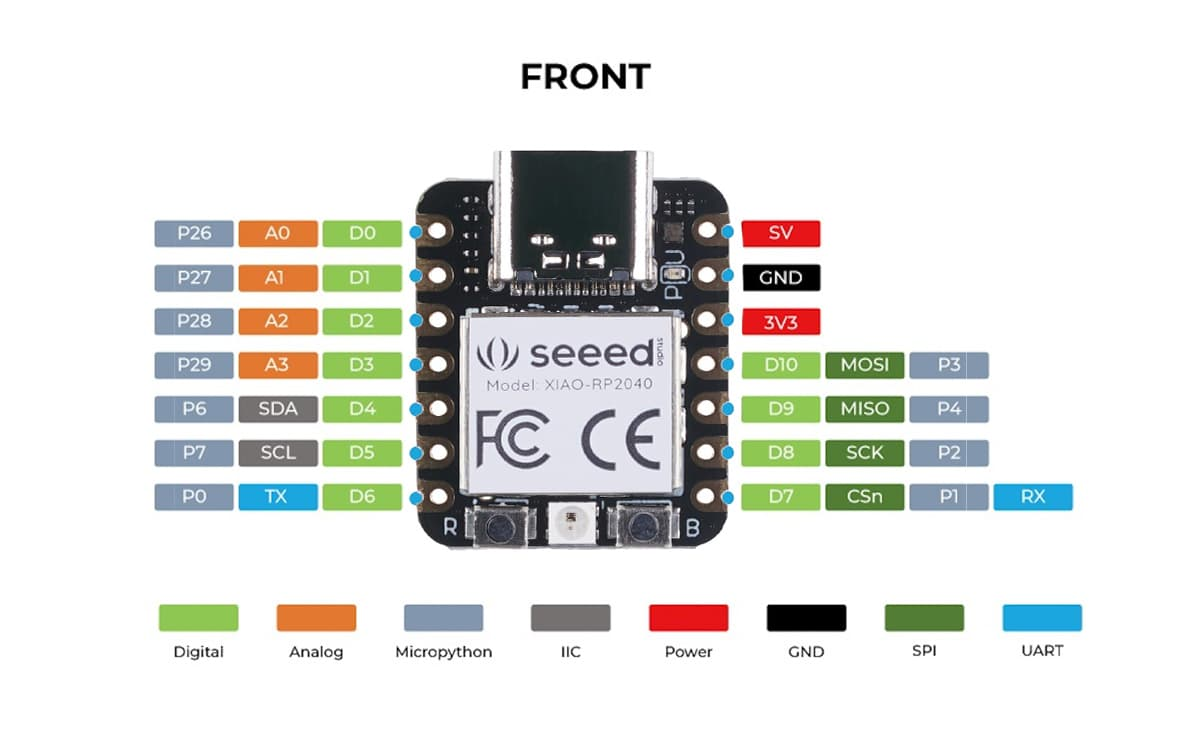 FRONT
P26 A0 D0 5V
P27 A1 D1 GND
P28 A2 D2 3V3
P29 A3 D3 D10 MOSI P3
P6 SDA D4 D9 MISO P4
P7 SCL D5 D8 SCK P2
P0 TX D6 D7 CSn P1 RX
PU
seeed studio
Model: XIAO-RP2040
FC CE
R B
Digital Analog Micropython IIC Power GND SPI UART